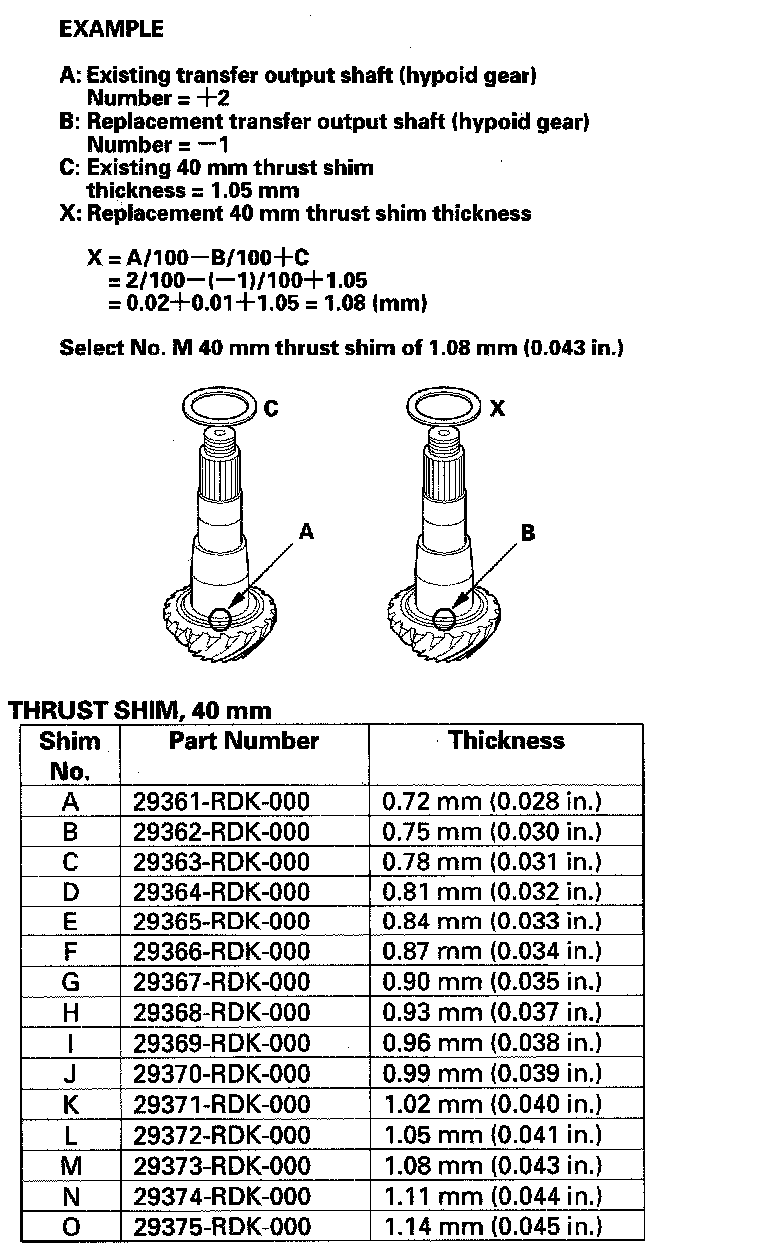 EXAMPLE
A: Existing transfer output shaft (hypoid gear)
Number = +2
B: Replacement transfer output shaft (hypoid gear)
Number = −1
C: Existing 40 mm thrust shim
thickness = 1.05 mm
X: Replacement 40 mm thrust shim thickness
X = A/100−B/100+C
= 2/100−(−1)/100+1.05
= 0.02+0.01+1.05 = 1.08 (mm)
Select No. M 40 mm thrust shim of 1.08 mm (0.043 in.)
C X
A B
THRUST SHIM, 40 mm
Shim Part Number Thickness
No.
A 29361-RDK-000 0.72 mm (0.028 in.)
B 29362-RDK-000 0.75 mm (0.030 in.)
C 29363-RDK-000 0.78 mm (0.031 in.)
D 29364-RDK-000 0.81 mm (0.032 in.)
E 29365-RDK-000 0.84 mm (0.033 in.)
F 29366-RDK-000 0.87 mm (0.034 in.)
G 29367-RDK-000 0.90 mm (0.035 in.)
H 29368-RDK-000 0.93 mm (0.037 in.)
I 29369-RDK-000 0.96 mm (0.038 in.)
J 29370-RDK-000 0.99 mm (0.039 in.)
K 29371-RDK-000 1.02 mm (0.040 in.)
L 29372-RDK-000 1.05 mm (0.041 in.)
M 29373-RDK-000 1.08 mm (0.043 in.)
N 29374-RDK-000 1.11 mm (0.044 in.)
O 29375-RDK-000 1.14 mm (0.045 in.)